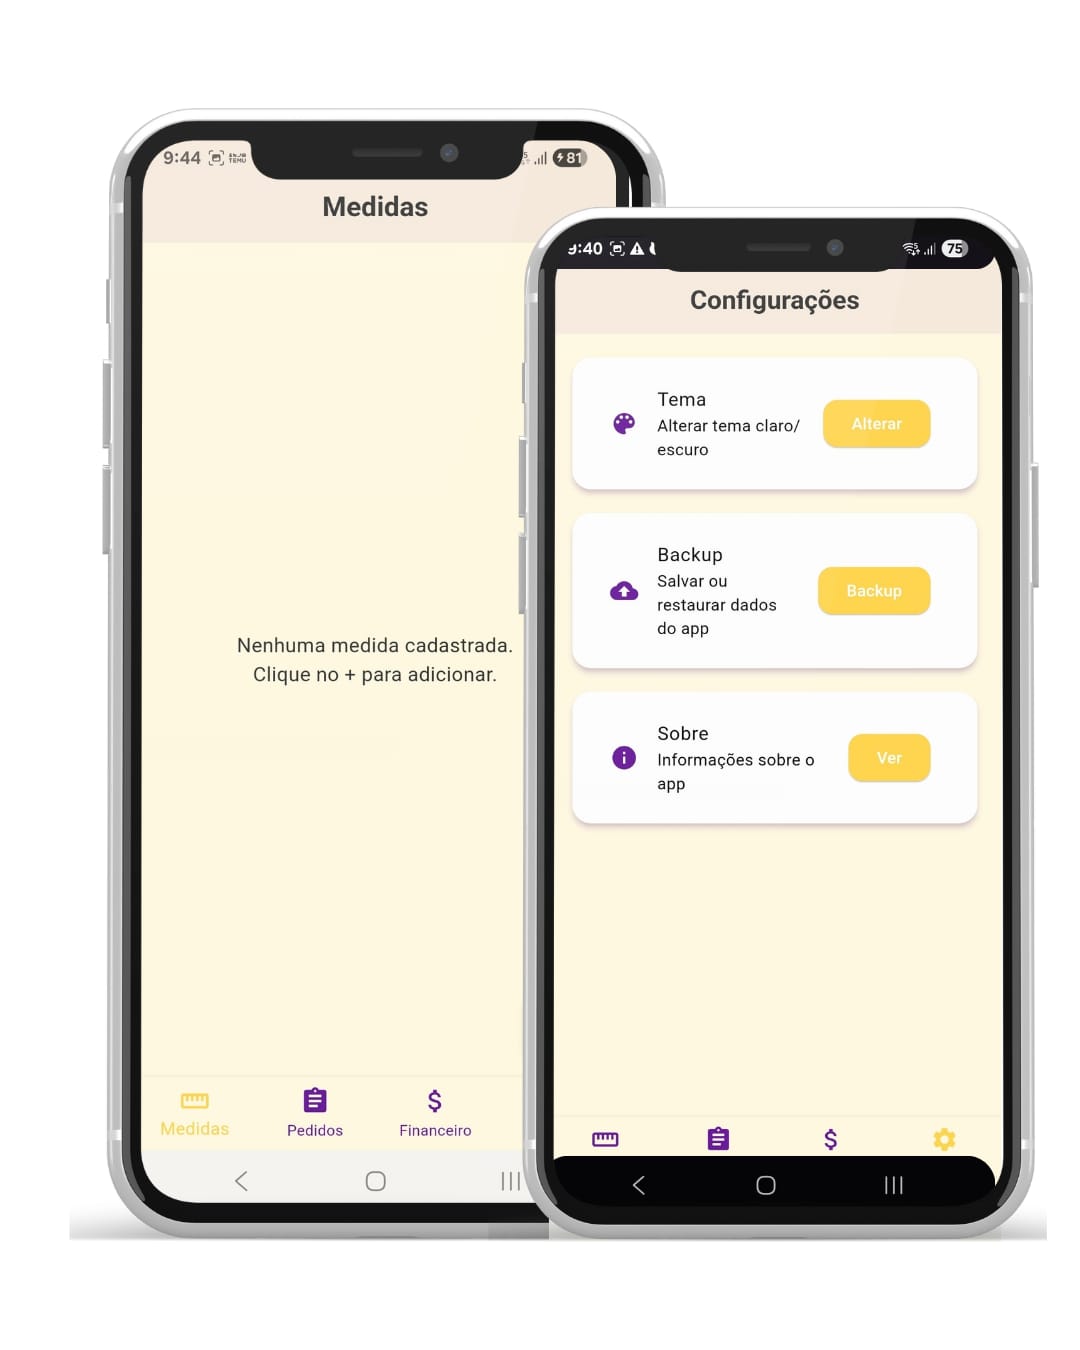 9:44
TEMU
81
Medidas
Nenhuma medida cadastrada.
Clique no + para adicionar.
Medidas
Pedidos
$
Financeiro
9:40
75
Configurações
Tema
Alterar tema claro/
escuro
Alterar
Backup
Salvar ou
restaurar dados
do app
Backup
Sobre
Informações sobre o
app
Ver
$